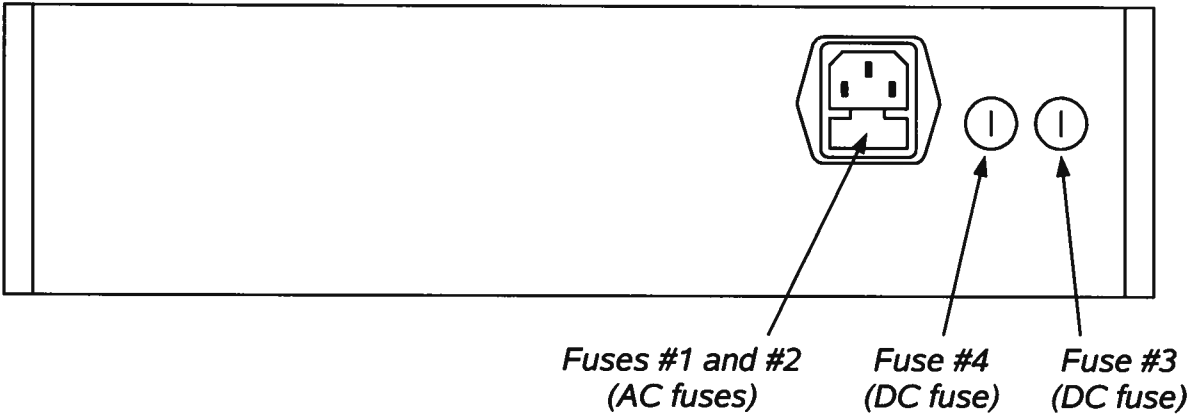 Fuses #1 and #2
(AC fuses)
Fuse #4
(DC fuse)
Fuse #3
(DC fuse)